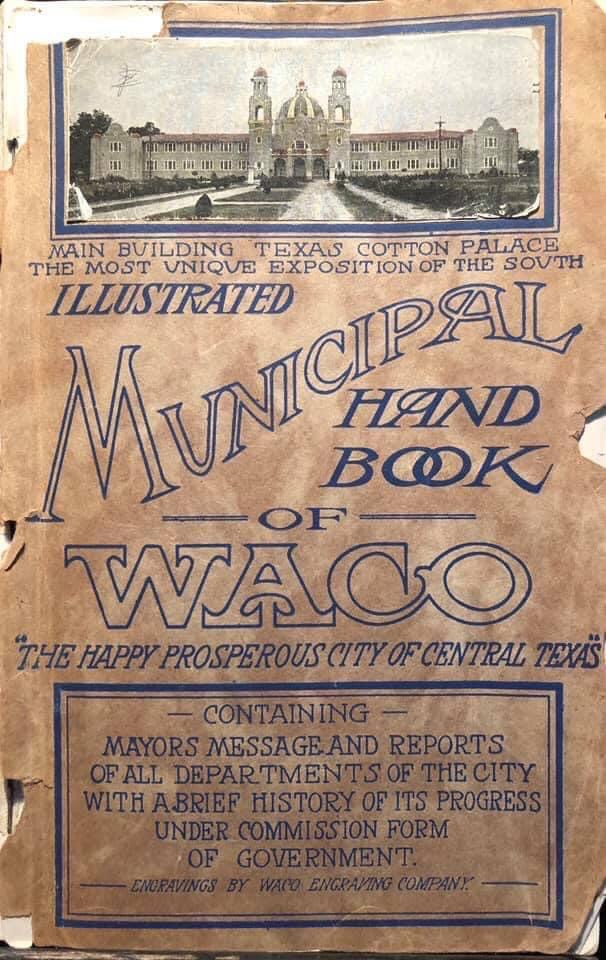 MAIN BUILDING TEXAS COTTON PALACE
THE MOST UNIQUE EXPOSITION OF THE SOUTH
ILLUSTRATED
MUNICIPAL
HAND
BOOK
— OF —
WACO
"THE HAPPY PROSPEROUS CITY OF CENTRAL TEXAS"
— CONTAINING —
MAYORS MESSAGE AND REPORTS
OF ALL DEPARTMENTS OF THE CITY
WITH A BRIEF HISTORY OF ITS PROGRESS
UNDER COMMISSION FORM
OF GOVERNMENT.
— ENGRAVINGS BY WACO ENGRAVING COMPANY. —